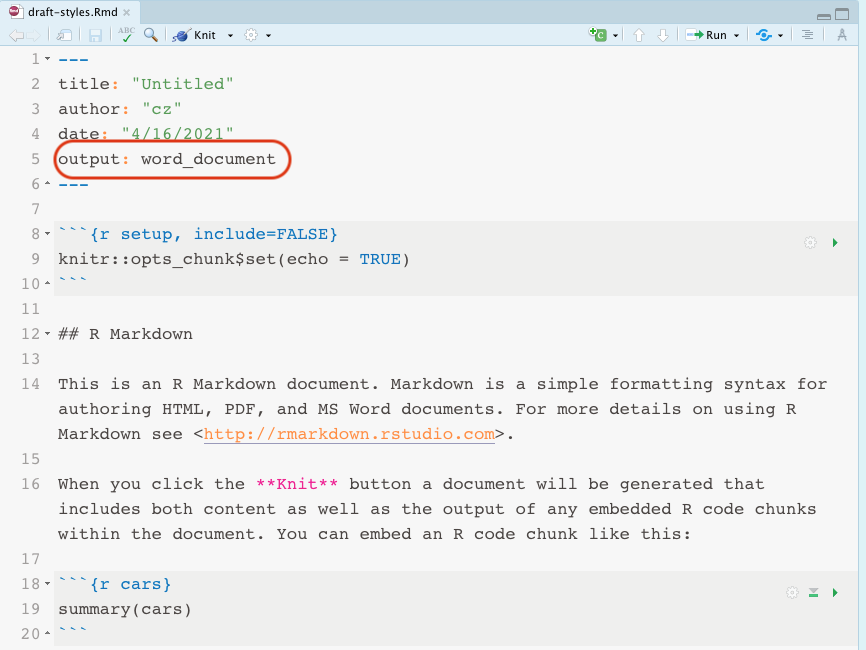 draft-styles.Rmd
ABC Knit Run
1 ---
2 title: "Untitled"
3 author: "cz"
4 date: "4/16/2021"
5 output: word_document
6 ---
7
8 ```{r setup, include=FALSE}
9 knitr::opts_chunk$set(echo = TRUE)
10 ```
11
12 ## R Markdown
13
14 This is an R Markdown document. Markdown is a simple formatting syntax for
authoring HTML, PDF, and MS Word documents. For more details on using R
Markdown see <http://rmarkdown.rstudio.com>.
15
16 When you click the **Knit** button a document will be generated that
includes both content as well as the output of any embedded R code chunks
within the document. You can embed an R code chunk like this:
17
18 ```{r cars}
19 summary(cars)
20 ```